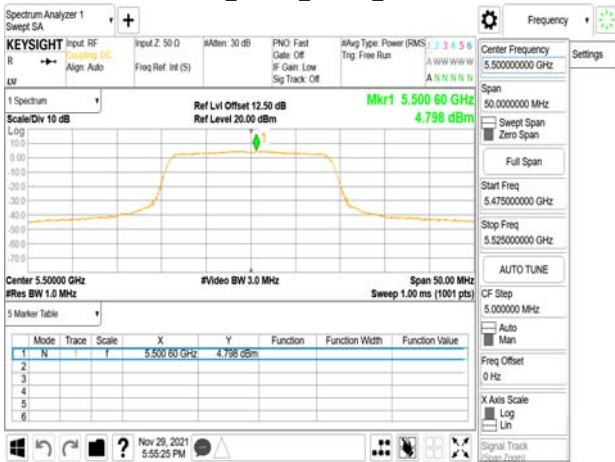 Spectrum Analyzer 1
Swept SA
Frequency
KEYSIGHT
Input: RF
Coupling: DC
Align: Auto
Input Z: 50 Ω
Freq Ref: Int (S)
#Atten: 30 dB
PNO: Fast
Gate: Off
IF Gain: Low
Sig Track: Off
#Avg Type: Power (RMS
Trig: Free Run
1 2 3 4 5 6
A W W W W W
A N N N N N
R
LXI
1 Spectrum
Scale/Div 10 dB
Ref Lvl Offset 12.50 dB
Ref Level 20.00 dBm
Mkr1 5.500 60 GHz
4.798 dBm
Log
10.0
0.00
-10.0
-20.0
-30.0
-40.0
-50.0
-60.0
-70.0
1
Center 5.50000 GHz
#Res BW 1.0 MHz
#Video BW 3.0 MHz
Span 50.00 MHz
Sweep 1.00 ms (1001 pts)
5 Marker Table
Mode Trace Scale X Y Function Function Width Function Value
1 N 1 f 5.500 60 GHz 4.798 dBm
2
3
4
5
6
Nov 29, 2021
5:55:25 PM
Center Frequency
5.500000000 GHz
Settings
Span
50.0000000 MHz
Swept Span
Zero Span
Full Span
Start Freq
5.475000000 GHz
Stop Freq
5.525000000 GHz
AUTO TUNE
CF Step
5.000000 MHz
Auto
Man
Freq Offset
0 Hz
X Axis Scale
Log
Lin
Signal Track
(Span Zoom)